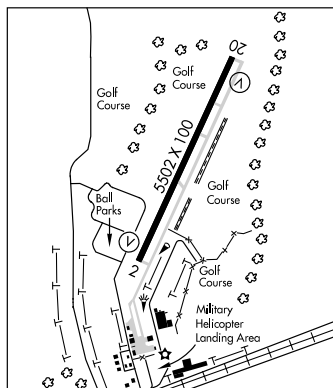 20
Golf
Course
Golf
Course
V
5502 X 100
Golf
Course
Ball
Parks
V
2
Golf
Course
Military
Helicopter
Landing Area